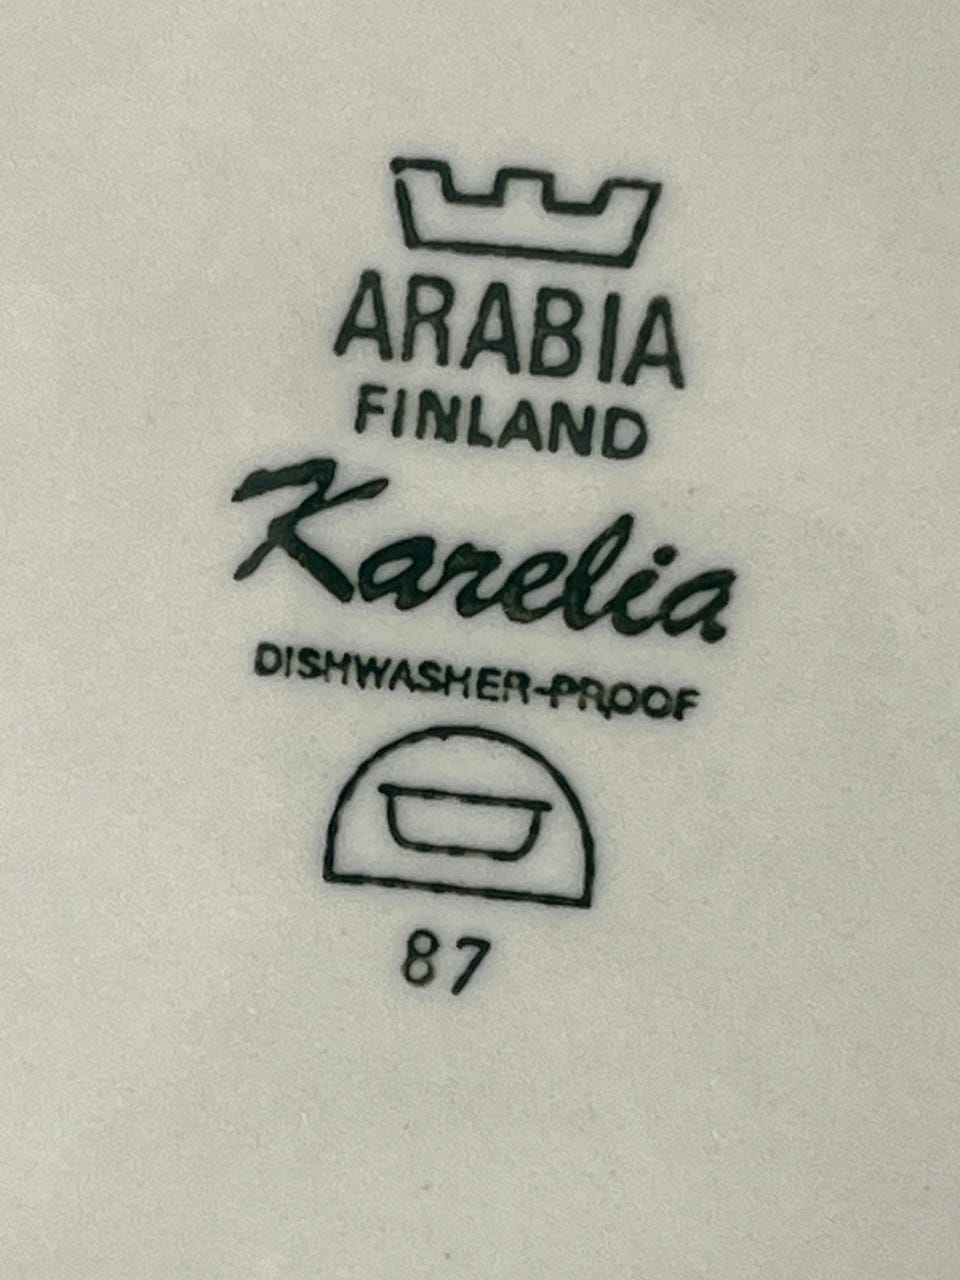 ARABIA
FINLAND
Karelia
DISHWASHER-PROOF
87